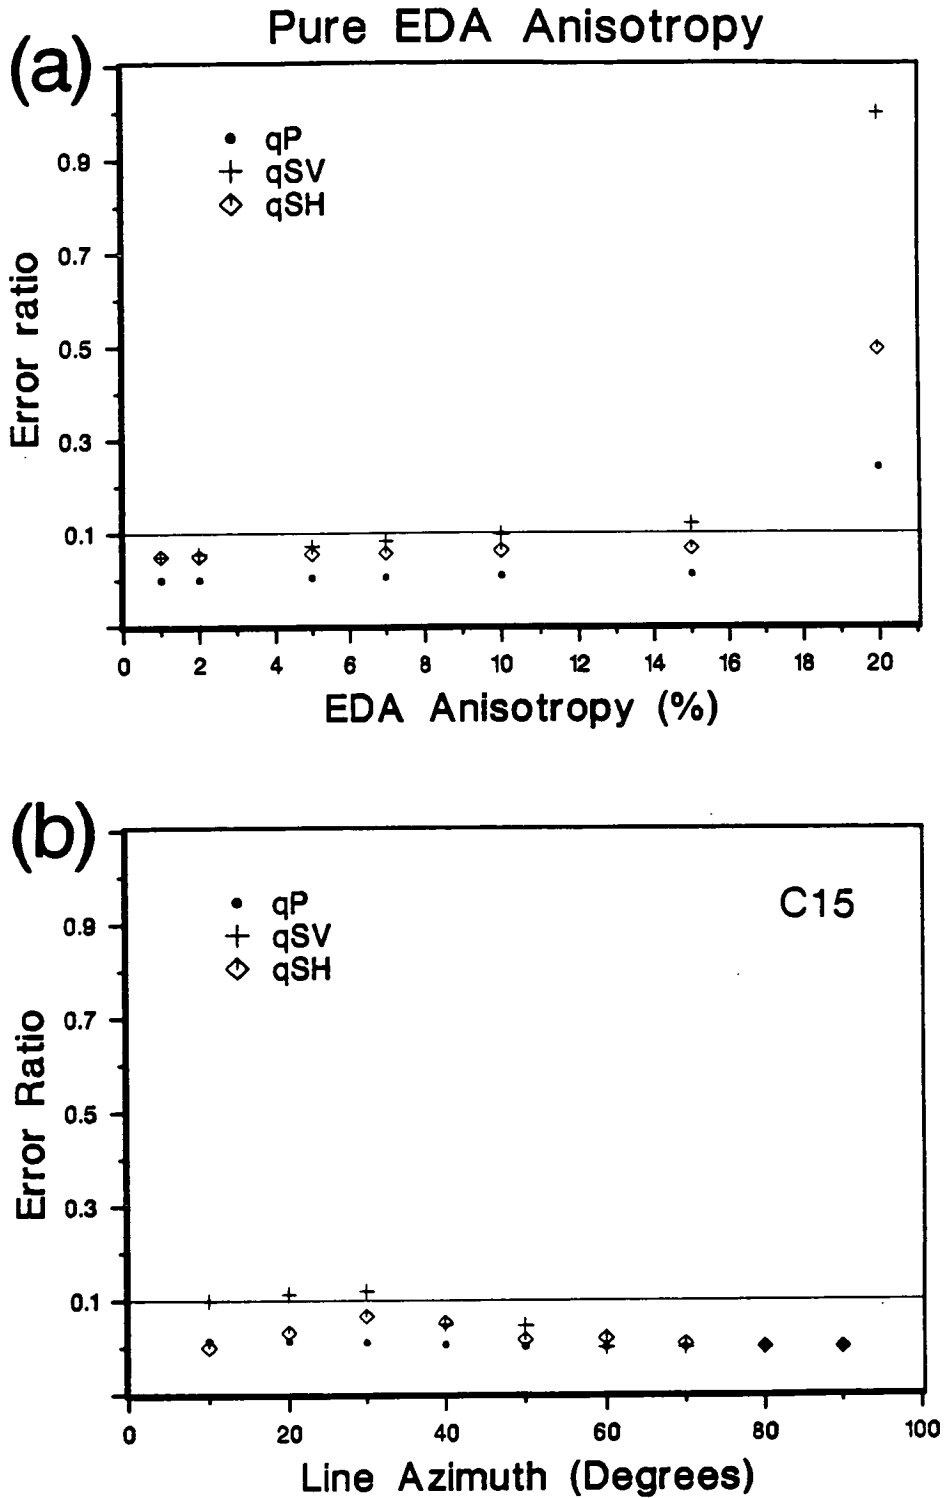 Pure EDA Anisotropy
(a)
qP
qSV
qSH
0.9
0.7
0.5
0.3
0.1
Error ratio
0 2 4 6 8 10 12 14 16 18 20
EDA Anisotropy (%)
(b)
C15
qP
qSV
qSH
0.9
0.7
0.5
0.3
0.1
Error Ratio
0 20 40 60 80 100
Line Azimuth (Degrees)